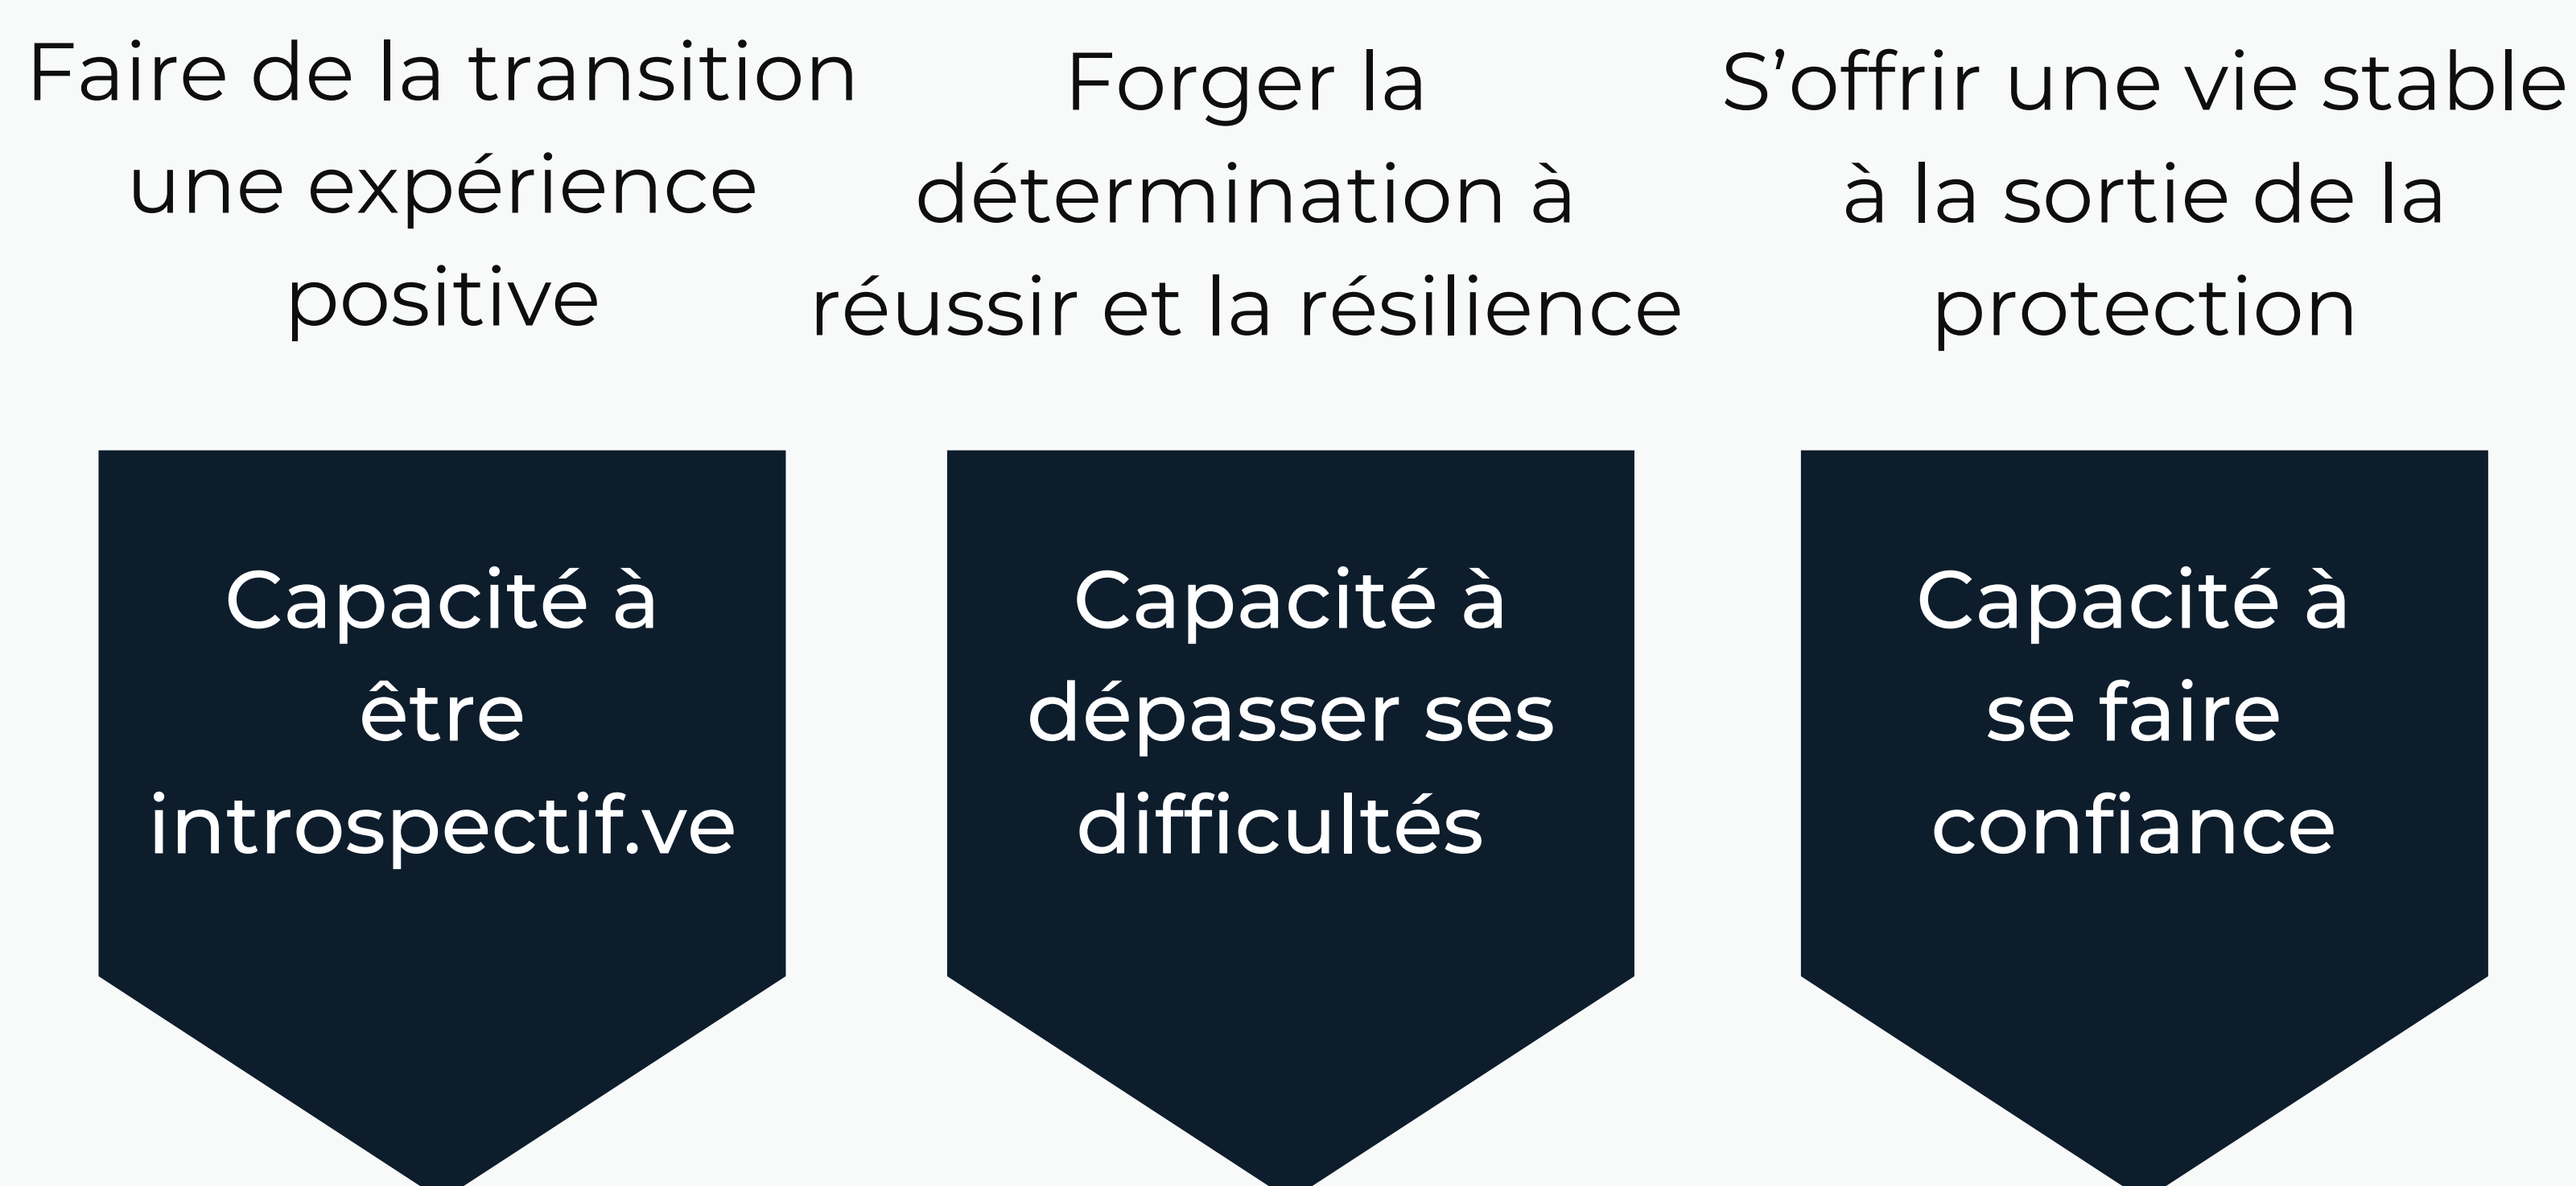 Faire de la transition
une expérience
positive
Forger la
détermination à
réussir et la résilience
S’offrir une vie stable
à la sortie de la
protection
Capacité à
être
introspectif.ve
Capacité à
dépasser ses
difficultés
Capacité à
se faire
confiance